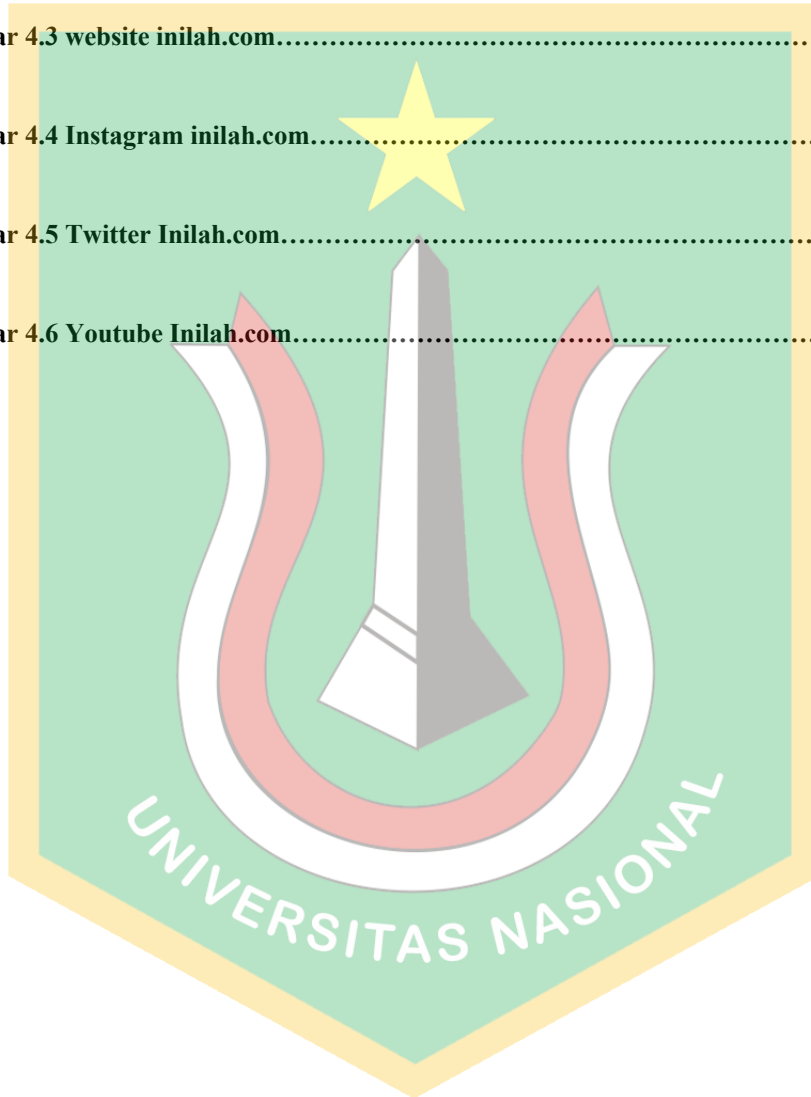 ar 4.3 website inilah.com........................................................................
ar 4.4 Instagram inilah.com..................................................................
ar 4.5 Twitter Inilah.com.......................................................................
ar 4.6 Youtube Inilah.com.....................................................................
UNIVERSITAS NASIONAL